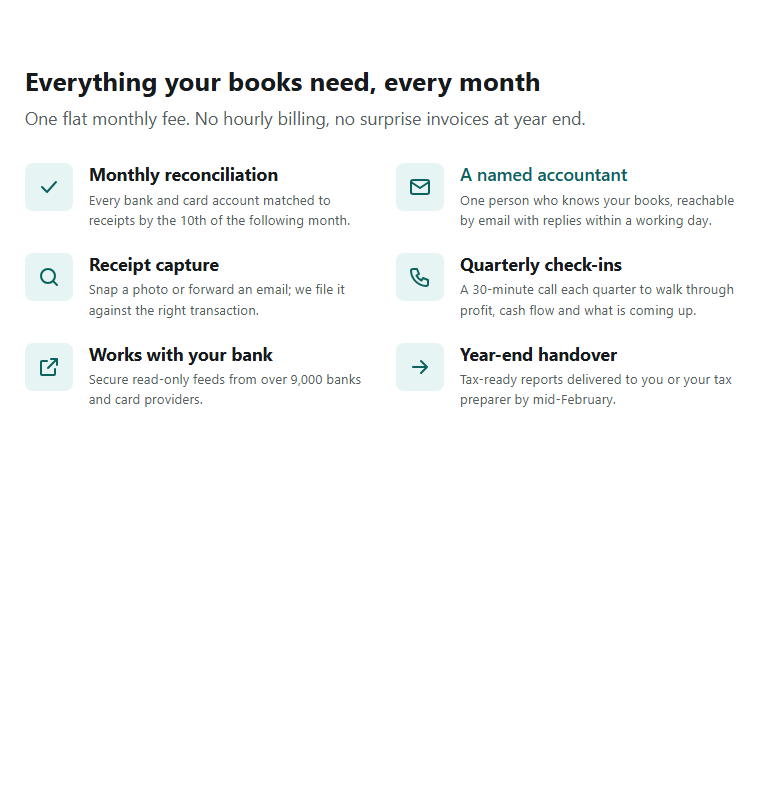 Everything your books need, every month
One flat monthly fee. No hourly billing, no surprise invoices at year end.
Monthly reconciliation
Every bank and card account matched to
receipts by the 10th of the following month.
A named accountant
One person who knows your books, reachable
by email with replies within a working day.
Receipt capture
Snap a photo or forward an email; we file it
against the right transaction.
Quarterly check-ins
A 30-minute call each quarter to walk through
profit, cash flow and what is coming up.
Works with your bank
Secure read-only feeds from over 9,000 banks
and card providers.
Year-end handover
Tax-ready reports delivered to you or your tax
preparer by mid-February.